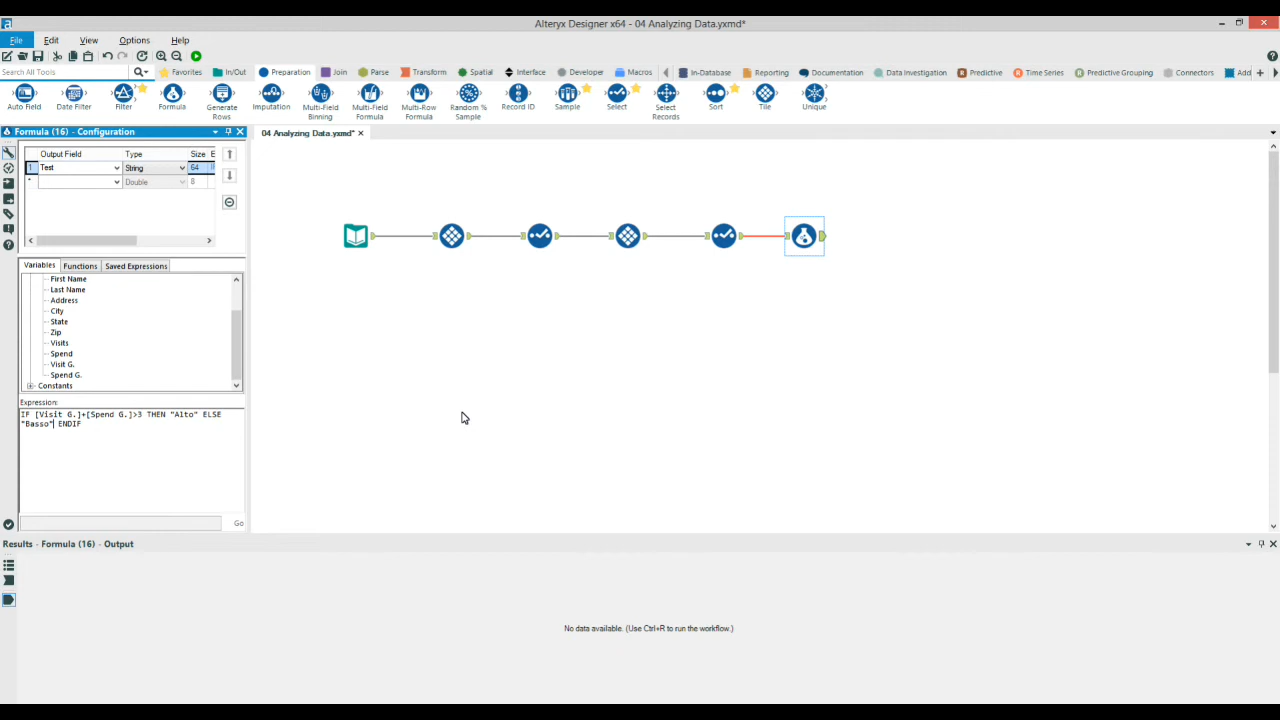 Alteryx Designer x64 - 04 Analyzing Data.yxmd*
File Edit View Options Help
Search All Tools
Favorites In/Out Preparation Join Parse Transform Spatial Interface Developer Macros In-Database Reporting Documentation Data Investigation Predictive Time Series Predictive Grouping Connectors Add
Auto Field Date Filter Filter Formula Generate Rows Imputation Multi-Field Binning Multi-Field Formula Multi-Row Formula Random % Sample Record ID Sample Select Select Records Sort Tile Unique
Formula (16) - Configuration
04 Analyzing Data.yxmd*
Output Field Type Size E
1 Test String 64
* Double 8
Variables Functions Saved Expressions
First Name
Last Name
Address
City
State
Zip
Visits
Spend
Visit G.
Spend G.
Constants
Expression:
IF [Visit G.]+[Spend G.]>3 THEN "Alto" ELSE
"Basso" ENDIF
Go
Results - Formula (16) - Output
No data available. (Use Ctrl+R to run the workflow.)